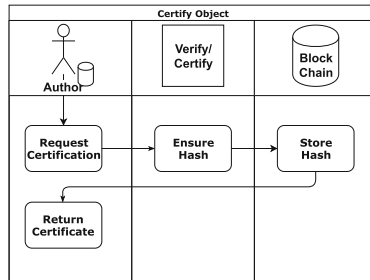 Certify Object
Author
Verify/
Certify
Block
Chain
Request
Certification
Ensure
Hash
Store
Hash
Return
Certificate